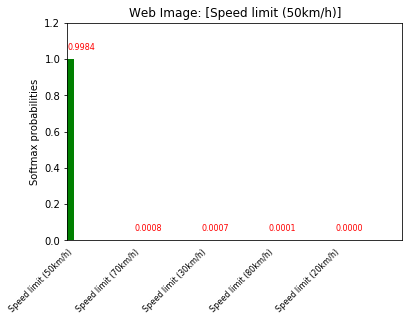 Web Image: [Speed limit (50km/h)]
Softmax probabilities
1.2
1.0
0.8
0.6
0.4
0.2
0.0
0.9984
0.0008
0.0007
0.0001
0.0000
Speed limit (50km/h)
Speed limit (70km/h)
Speed limit (30km/h)
Speed limit (80km/h)
Speed limit (20km/h)